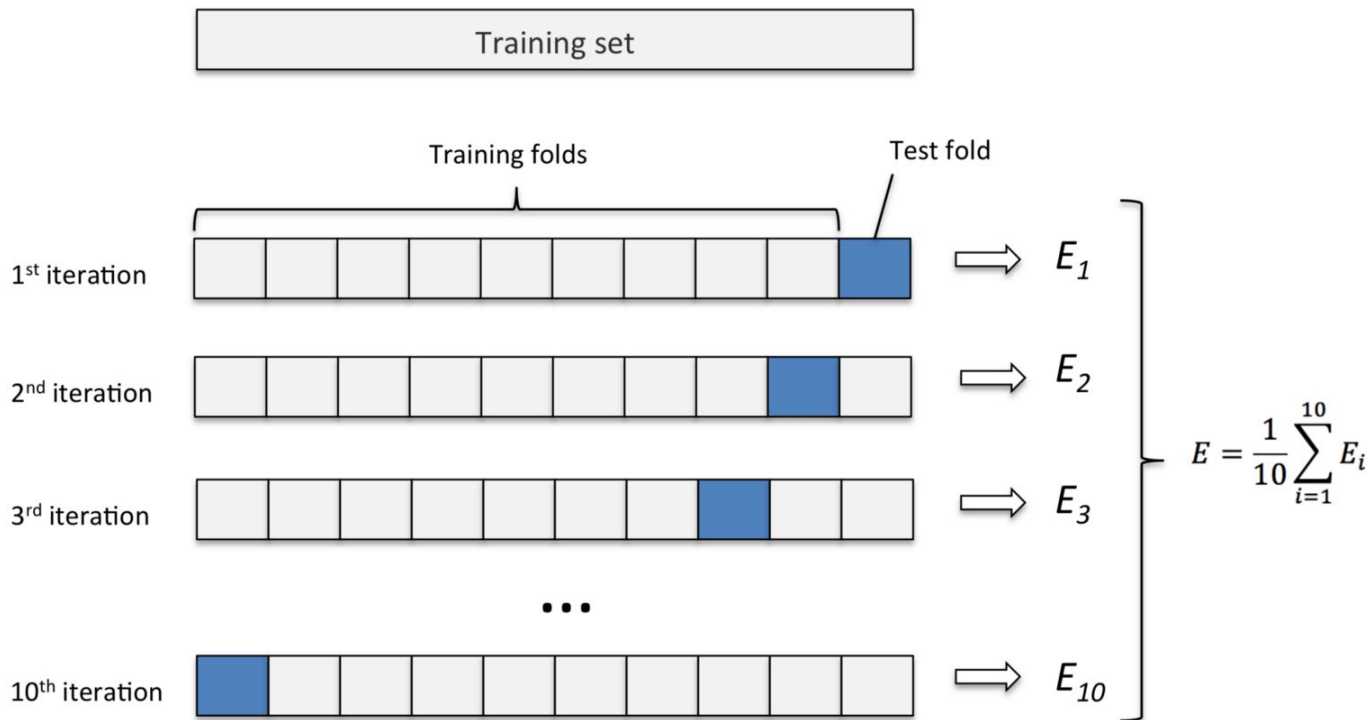 Training set
Training folds
Test fold
1st iteration
E1
2nd iteration
E2
3rd iteration
E3
E = 1/10 ∑_{i=1}^{10} E_i
...
10th iteration
E10